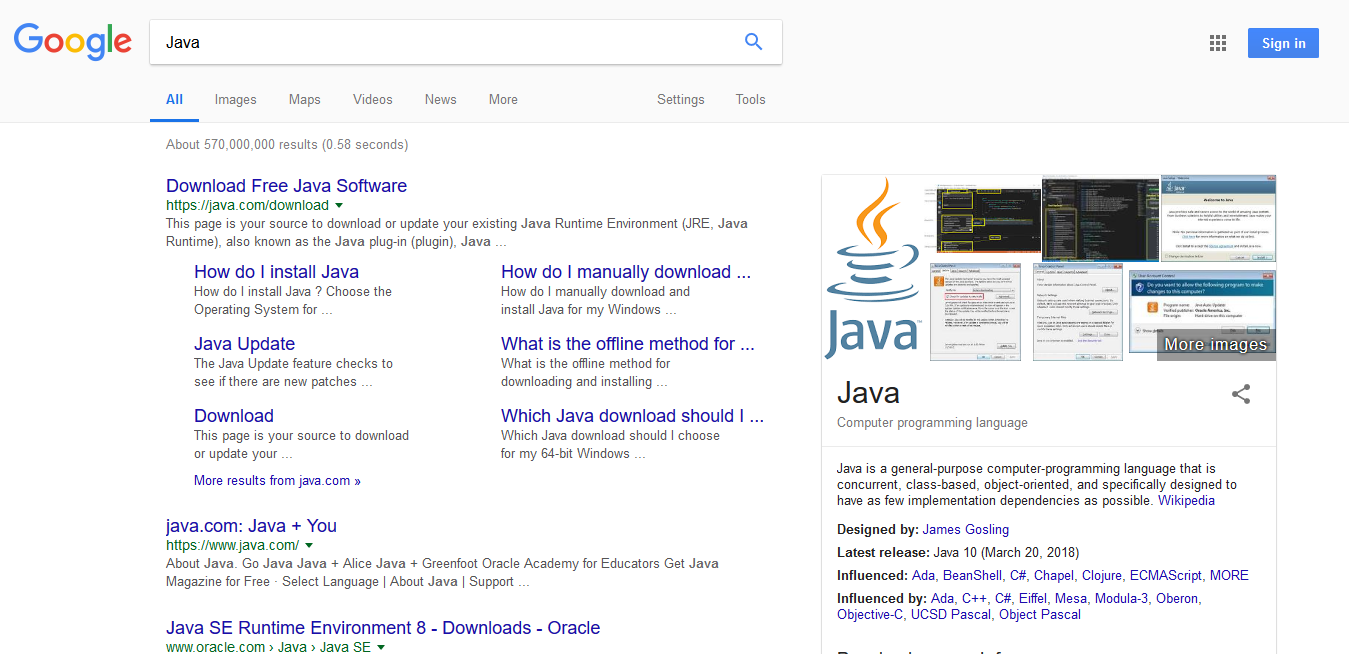 Google
Java
Sign in
All Images Maps Videos News More Settings Tools
About 570,000,000 results (0.58 seconds)
Download Free Java Software
https://java.com/download
This page is your source to download or update your existing Java Runtime Environment (JRE, Java
Runtime), also known as the Java plug-in (plugin), Java ...
How do I install Java
How do I install Java ? Choose the
Operating System for ...
How do I manually download ...
How do I manually download and
install Java for my Windows ...
Java Update
The Java Update feature checks to
see if there are new patches ...
What is the offline method for ...
What is the offline method for
downloading and installing ...
Download
This page is your source to download
or update your ...
Which Java download should I ...
Which Java download should I choose
for my 64-bit Windows ...
More results from java.com »
java.com: Java + You
https://www.java.com/
About Java. Go Java Java + Alice Java + Greenfoot Oracle Academy for Educators Get Java
Magazine for Free · Select Language | About Java | Support ...
Java SE Runtime Environment 8 - Downloads - Oracle
www.oracle.com › Java › Java SE
Java™
More images
Java
Computer programming language
Java is a general-purpose computer-programming language that is
concurrent, class-based, object-oriented, and specifically designed to
have as few implementation dependencies as possible. Wikipedia
Designed by: James Gosling
Latest release: Java 10 (March 20, 2018)
Influenced: Ada, BeanShell, C#, Chapel, Clojure, ECMAScript, MORE
Influenced by: Ada, C++, C#, Eiffel, Mesa, Modula-3, Oberon,
Objective-C, UCSD Pascal, Object Pascal